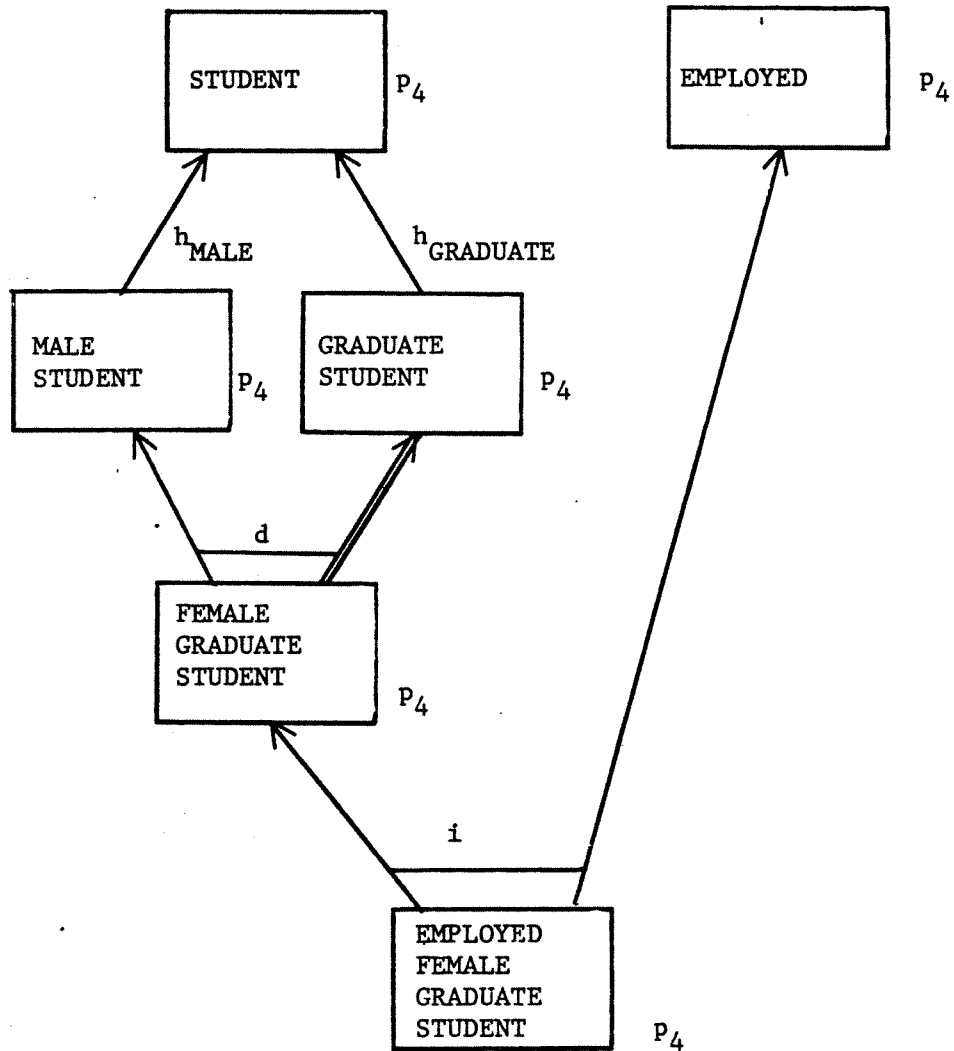 STUDENT
p4
EMPLOYED
p4
hMALE
hGRADUATE
MALE
STUDENT
p4
GRADUATE
STUDENT
p4
d
FEMALE
GRADUATE
STUDENT
p4
i
EMPLOYED
FEMALE
GRADUATE
STUDENT
p4